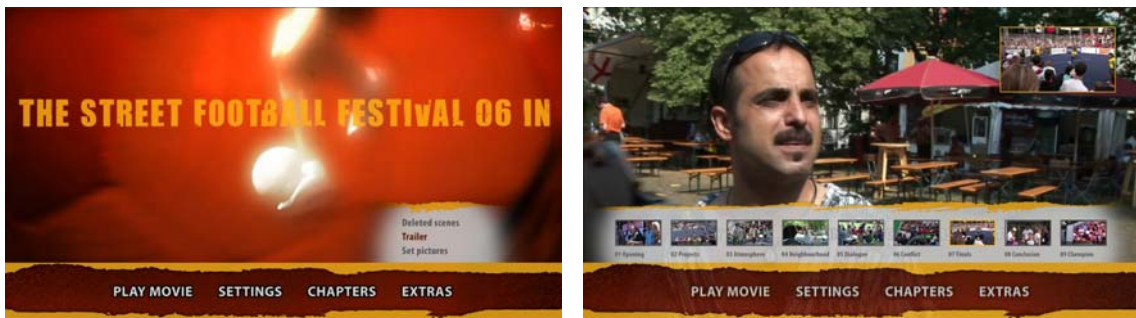 THE STREET FOOTBALL FESTIVAL 06 IN
Deleted scenes
Trailer
Set pictures
PLAY MOVIE SETTINGS CHAPTERS EXTRAS
01 Opening 02 Projects 03 Atmosphere 04 Neighbourhood 05 Dialogue 06 Conflict 07 Finals 08 Conclusion 09 Champion
PLAY MOVIE SETTINGS CHAPTERS EXTRAS